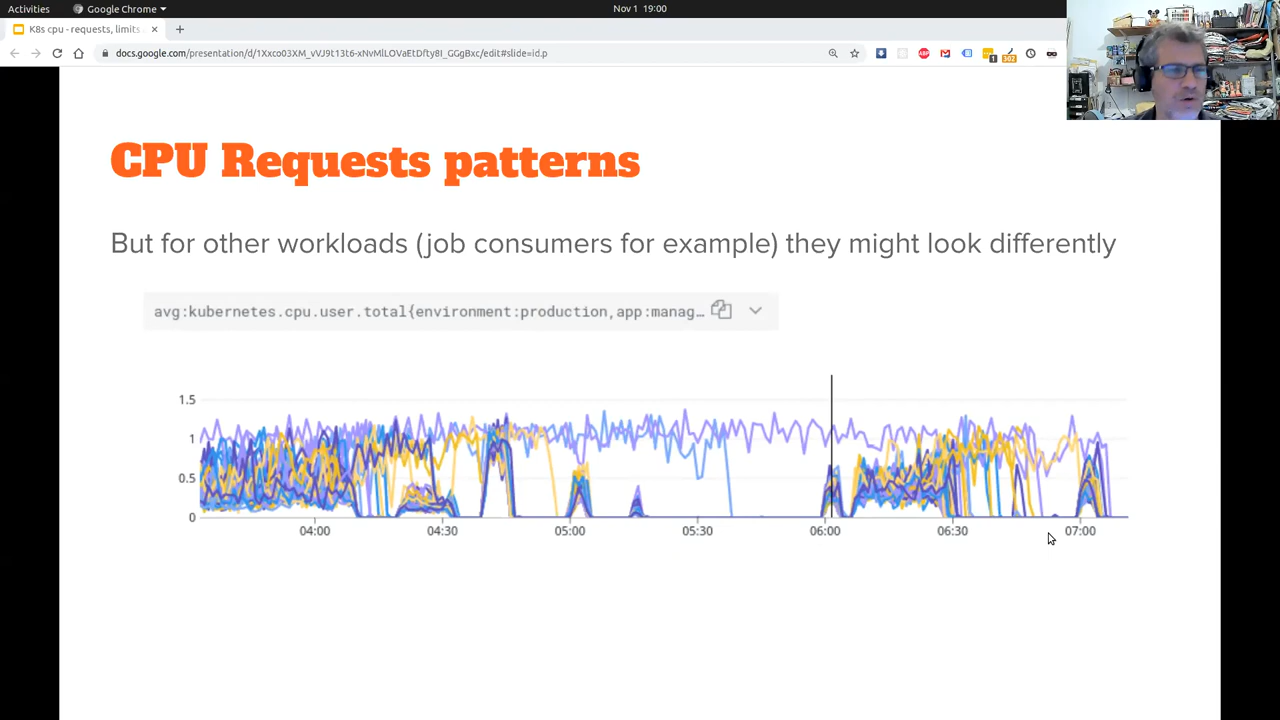 Activities
Google Chrome
Nov 1 19:00
K8s cpu - requests, limits
docs.google.com/presentation/d/1Xxco03XM_vVJ9t13t6-xNvMlLOVaEtDfty8I_GGgBxc/edit#slide=id.p
ABP
1
302
CPU Requests patterns
But for other workloads (job consumers for example) they might look differently
avg:kubernetes.cpu.user.total{environment:production,app:manag…
1.5
1
0.5
0
04:00 04:30 05:00 05:30 06:00 06:30 07:00